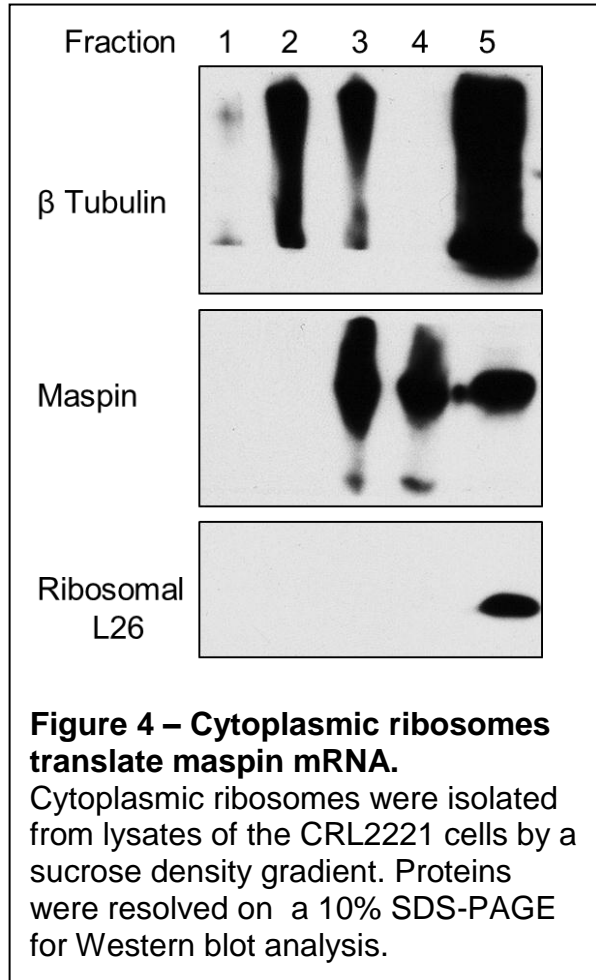 Fraction 1 2 3 4 5
β Tubulin
Maspin
Ribosomal
L26
Figure 4 – Cytoplasmic ribosomes
translate maspin mRNA.
Cytoplasmic ribosomes were isolated
from lysates of the CRL2221 cells by a
sucrose density gradient. Proteins
were resolved on a 10% SDS-PAGE
for Western blot analysis.